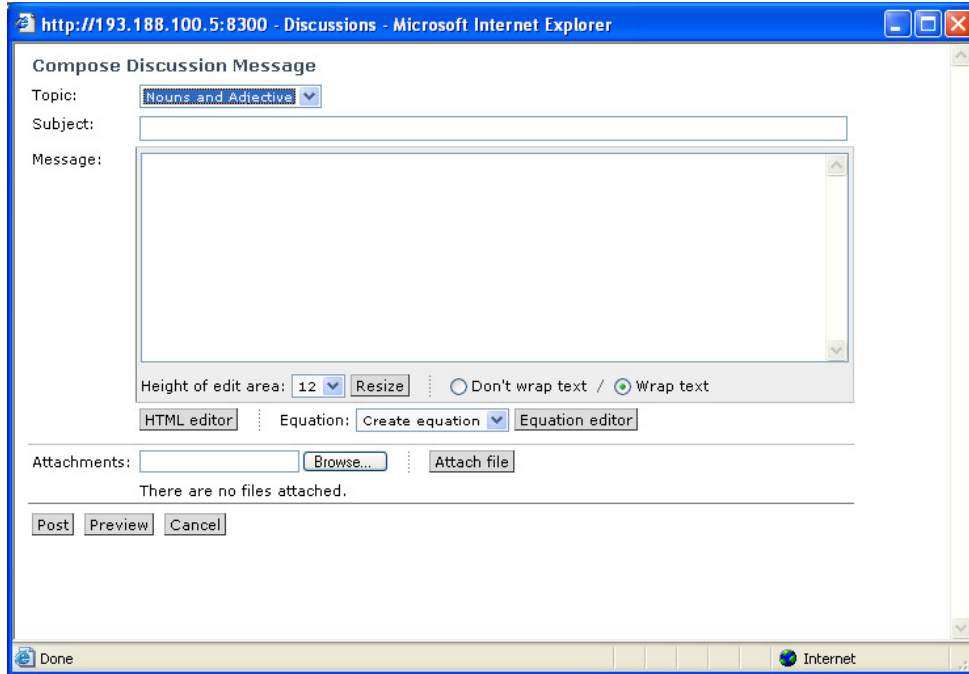 http://193.188.100.5:8300 - Discussions - Microsoft Internet Explorer
Compose Discussion Message
Topic: Nouns and Adjective
Subject:
Message:
Height of edit area: 12 Resize Don't wrap text / Wrap text
HTML editor Equation: Create equation Equation editor
Attachments: Browse... Attach file
There are no files attached.
Post Preview Cancel
Done Internet